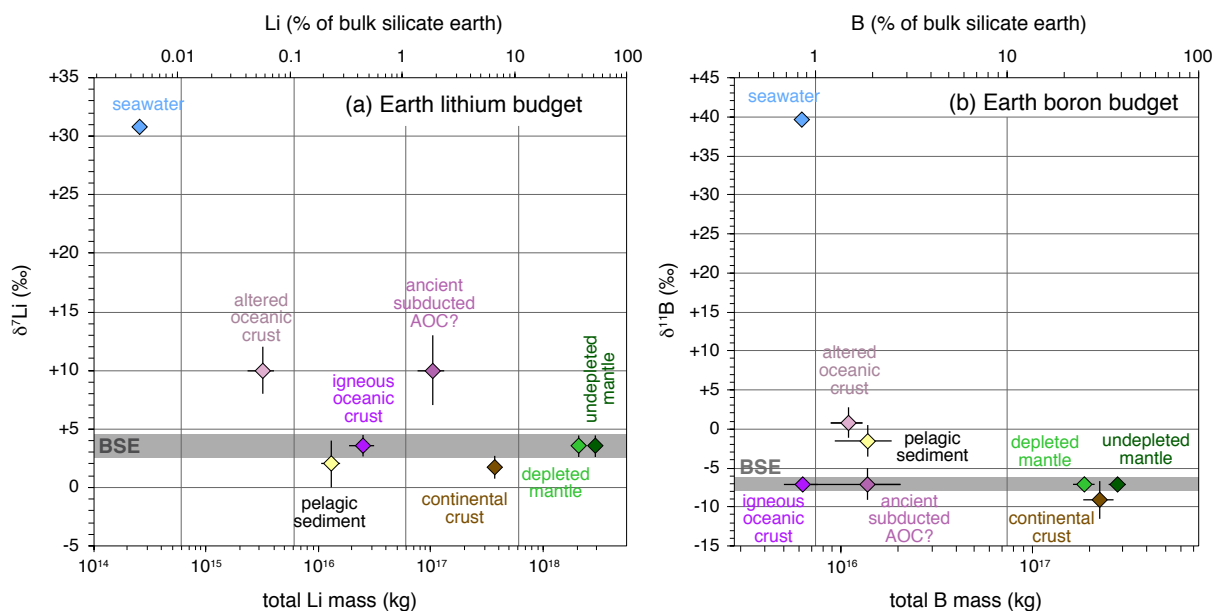 Li (% of bulk silicate earth)
0.01 0.1 1 10 100
+35
+30
+25
+20
+15
+10
+5
0
-5
δ⁷Li (‰)
(a) Earth lithium budget
seawater
altered
oceanic
crust
ancient
subducted
AOC?
igneous
oceanic
crust
undepleted
mantle
BSE
pelagic
sediment
continental
crust
depleted
mantle
10¹⁴ 10¹⁵ 10¹⁶ 10¹⁷ 10¹⁸
total Li mass (kg)
B (% of bulk silicate earth)
1 10 100
+45
+40
+35
+30
+25
+20
+15
+10
+5
0
-5
-10
-15
δ¹¹B (‰)
(b) Earth boron budget
seawater
altered
oceanic
crust
pelagic
sediment
depleted
mantle
undepleted
mantle
BSE
igneous
oceanic
crust
ancient
subducted
AOC?
continental
crust
10¹⁶ 10¹⁷
total B mass (kg)